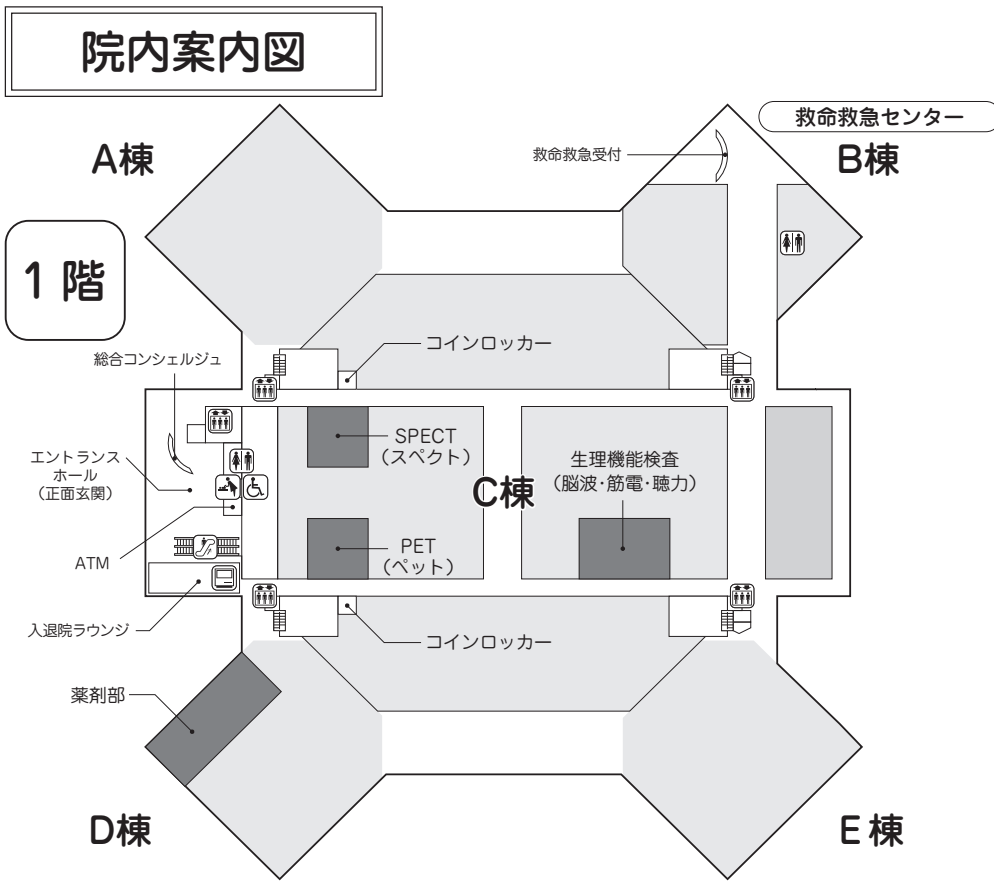 院内案内図
救命救急センター
A棟
救命救急受付
B棟
1階
コインロッカー
総合コンシェルジュ
SPECT
（スペクト）
エントランス
ホール
（正面玄関）
生理機能検査
（脳波・筋電・聴力）
C棟
PET
（ペット）
ATM
入退院ラウンジ
コインロッカー
薬剤部
D棟
E棟